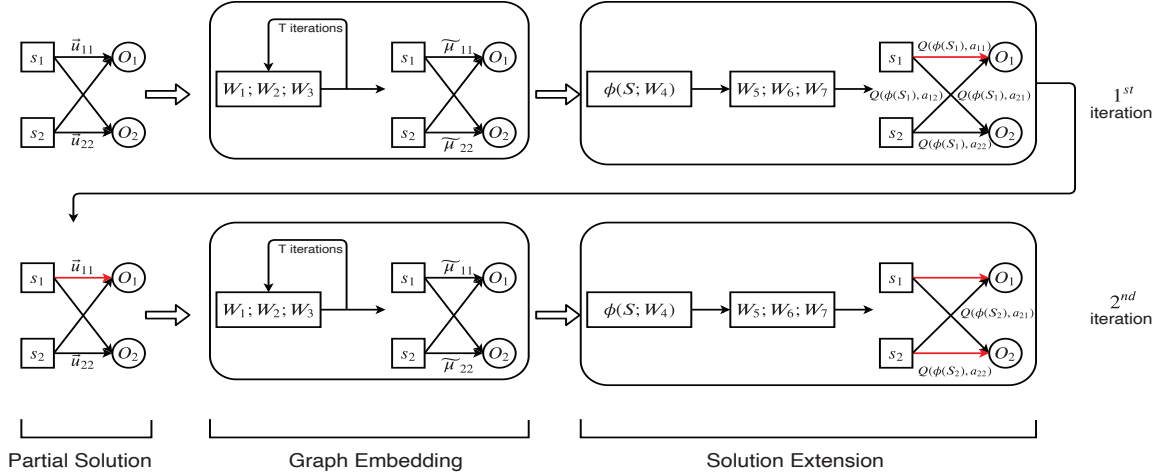 s₁ u⃗₁₁ O₁
s₂ u⃗₂₂ O₂
T iterations
W₁; W₂; W₃
s₁ μ̃₁₁ O₁
s₂ μ̃₂₂ O₂
ϕ(S; W₄)
W₅; W₆; W₇
Q(ϕ(S₁), a₁₁)
s₁ O₁
Q(ϕ(S₁), a₁₂) Q(ϕ(S₁), a₂₁)
s₂ O₂
Q(ϕ(S₁), a₂₂)
1ˢᵗ
iteration
s₁ u⃗₁₁ O₁
s₂ u⃗₂₂ O₂
T iterations
W₁; W₂; W₃
s₁ μ̃₁₁ O₁
s₂ μ̃₂₂ O₂
ϕ(S; W₄)
W₅; W₆; W₇
s₁ O₁
Q(ϕ(S₂), a₂₁)
s₂ O₂
Q(ϕ(S₂), a₂₂)
2ⁿᵈ
iteration
Partial Solution
Graph Embedding
Solution Extension